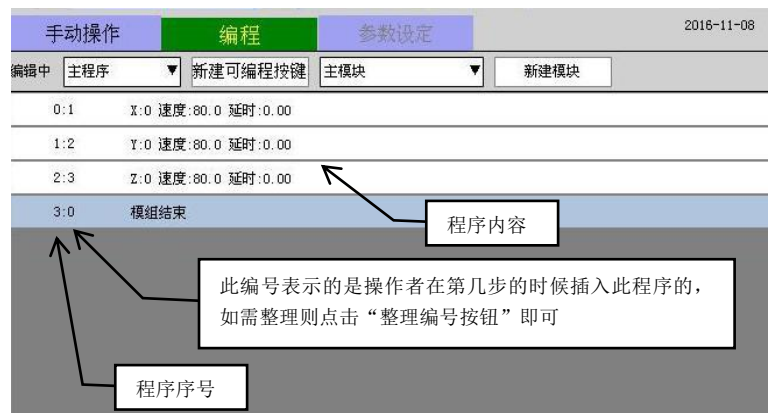 手动操作 编程 参数设定 2016-11-08
编辑中 主程序 ▼ 新建可编程按键 主模块 ▼ 新建模块
0:1 X:0 速度:80.0 延时:0.00
1:2 Y:0 速度:80.0 延时:0.00
2:3 Z:0 速度:80.0 延时:0.00
3:0 模组结束
程序内容
此编号表示的是操作者在第几步的时候插入此程序的，
如需整理则点击“整理编号按钮”即可
程序序号